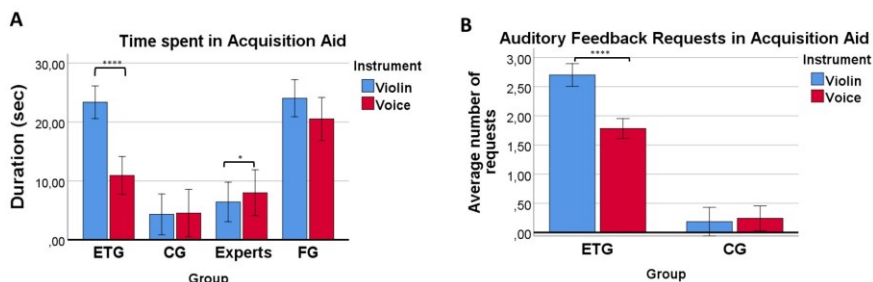 A
Time spent in Acquisition Aid
30,00
20,00
10,00
,00
Duration (sec)
****
*
ETG
CG
Experts
FG
Group
Instrument
Violin
Voice
B
Auditory Feedback Requests in Acquisition Aid
3,00
2,50
2,00
1,50
1,00
,50
,00
Average number of
requests
****
ETG
CG
Group
Instrument
Violin
Voice